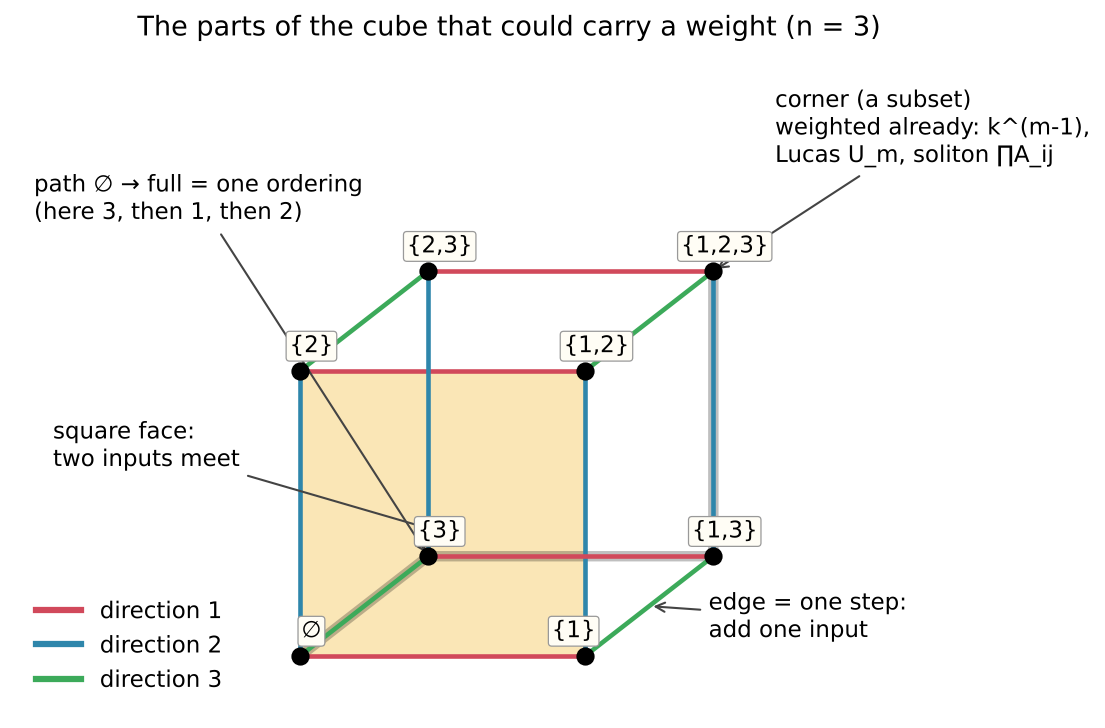 The parts of the cube that could carry a weight (n = 3)
corner (a subset)
weighted already: k^(m-1),
Lucas U_m, soliton ∏A_ij
path ∅ → full = one ordering
(here 3, then 1, then 2)
{2,3}
{1,2,3}
{2}
{1,2}
square face:
two inputs meet
{3}
{1,3}
edge = one step:
add one input
∅
{1}
direction 1
direction 2
direction 3